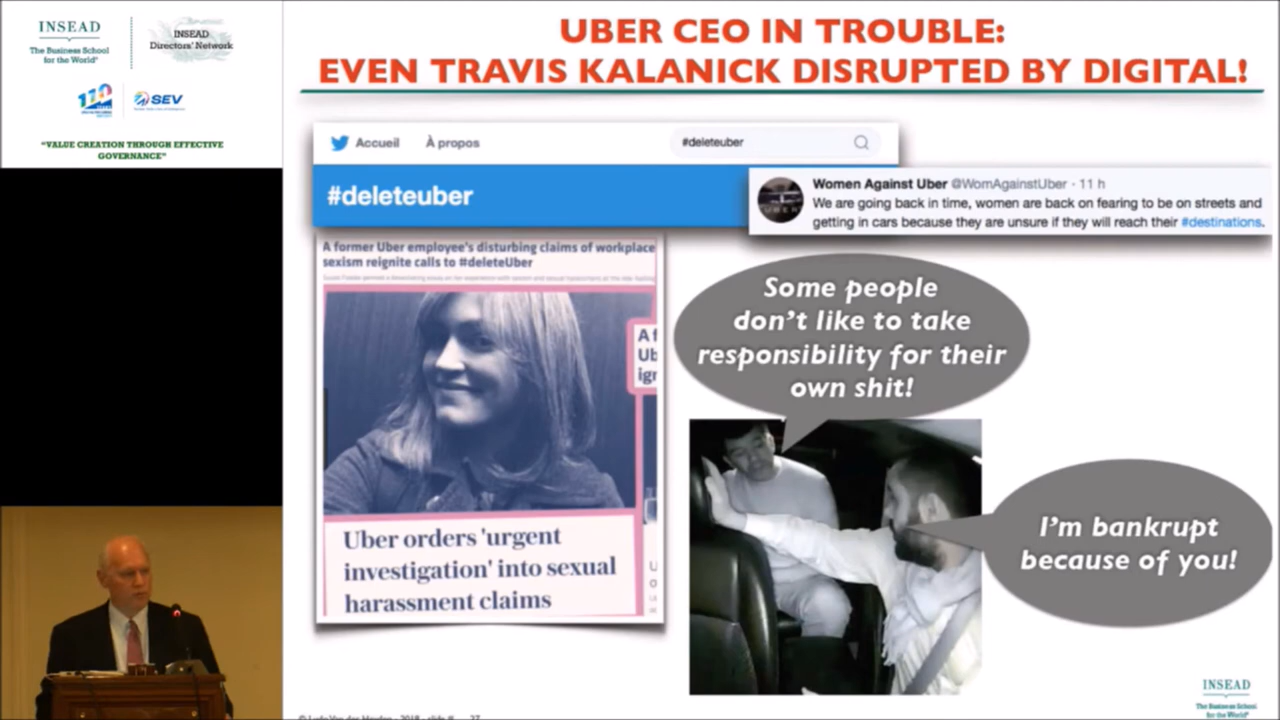 INSEAD
The Business School
for the World®
INSEAD
Directors' Network
110
SEV
"VALUE CREATION THROUGH EFFECTIVE
GOVERNANCE"
UBER CEO IN TROUBLE:
EVEN TRAVIS KALANICK DISRUPTED BY DIGITAL!
Accueil À propos #deleteuber
#deleteuber
Women Against Uber @WomAgainstUber · 11 h
We are going back in time, women are back on fearing to be on streets and
getting in cars because they are unsure if they will reach their #destinations.
UBER
A former Uber employee's disturbing claims of workplace
sexism reignite calls to #deleteUber
A f
Ub
igr
Uber orders 'urgent
investigation' into sexual
harassment claims
Some people
don't like to take
responsibility for their
own shit!
I'm bankrupt
because of you!
INSEAD
The Business School
for the World®